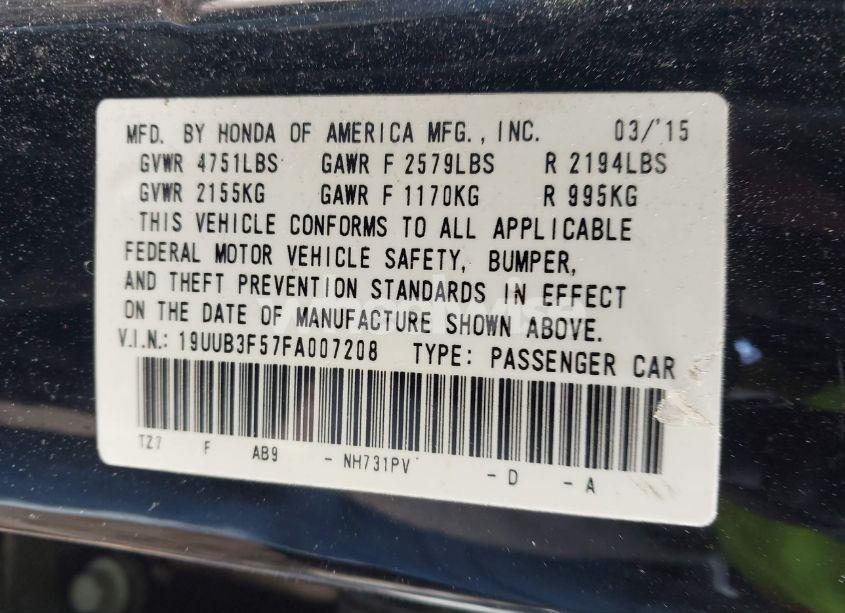 MFD. BY HONDA OF AMERICA MFG., INC. 03/'15
GVWR 4751LBS GAWR F 2579LBS R 2194LBS
GVWR 2155KG GAWR F 1170KG R 995KG
THIS VEHICLE CONFORMS TO ALL APPLICABLE
FEDERAL MOTOR VEHICLE SAFETY, BUMPER,
AND THEFT PREVENTION STANDARDS IN EFFECT
ON THE DATE OF MANUFACTURE SHOWN ABOVE.
V.I.N.: 19UUB3F57FA007208 TYPE: PASSENGER CAR
TZ7 F AB9 - NH731PV - D - A